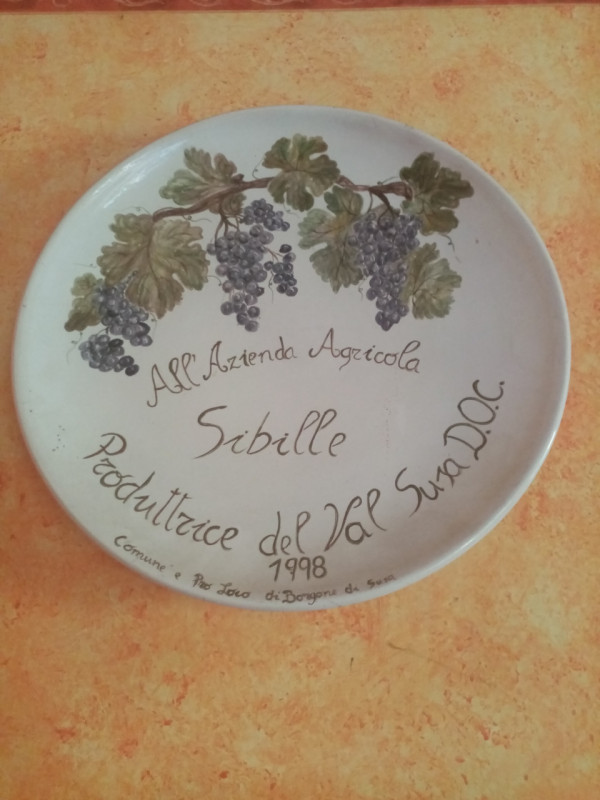 All'Azienda Agricola
Sibille
Produttrice del Val Susa D.O.C.
1998
Comune e Pro Loco di Borgone di Susa